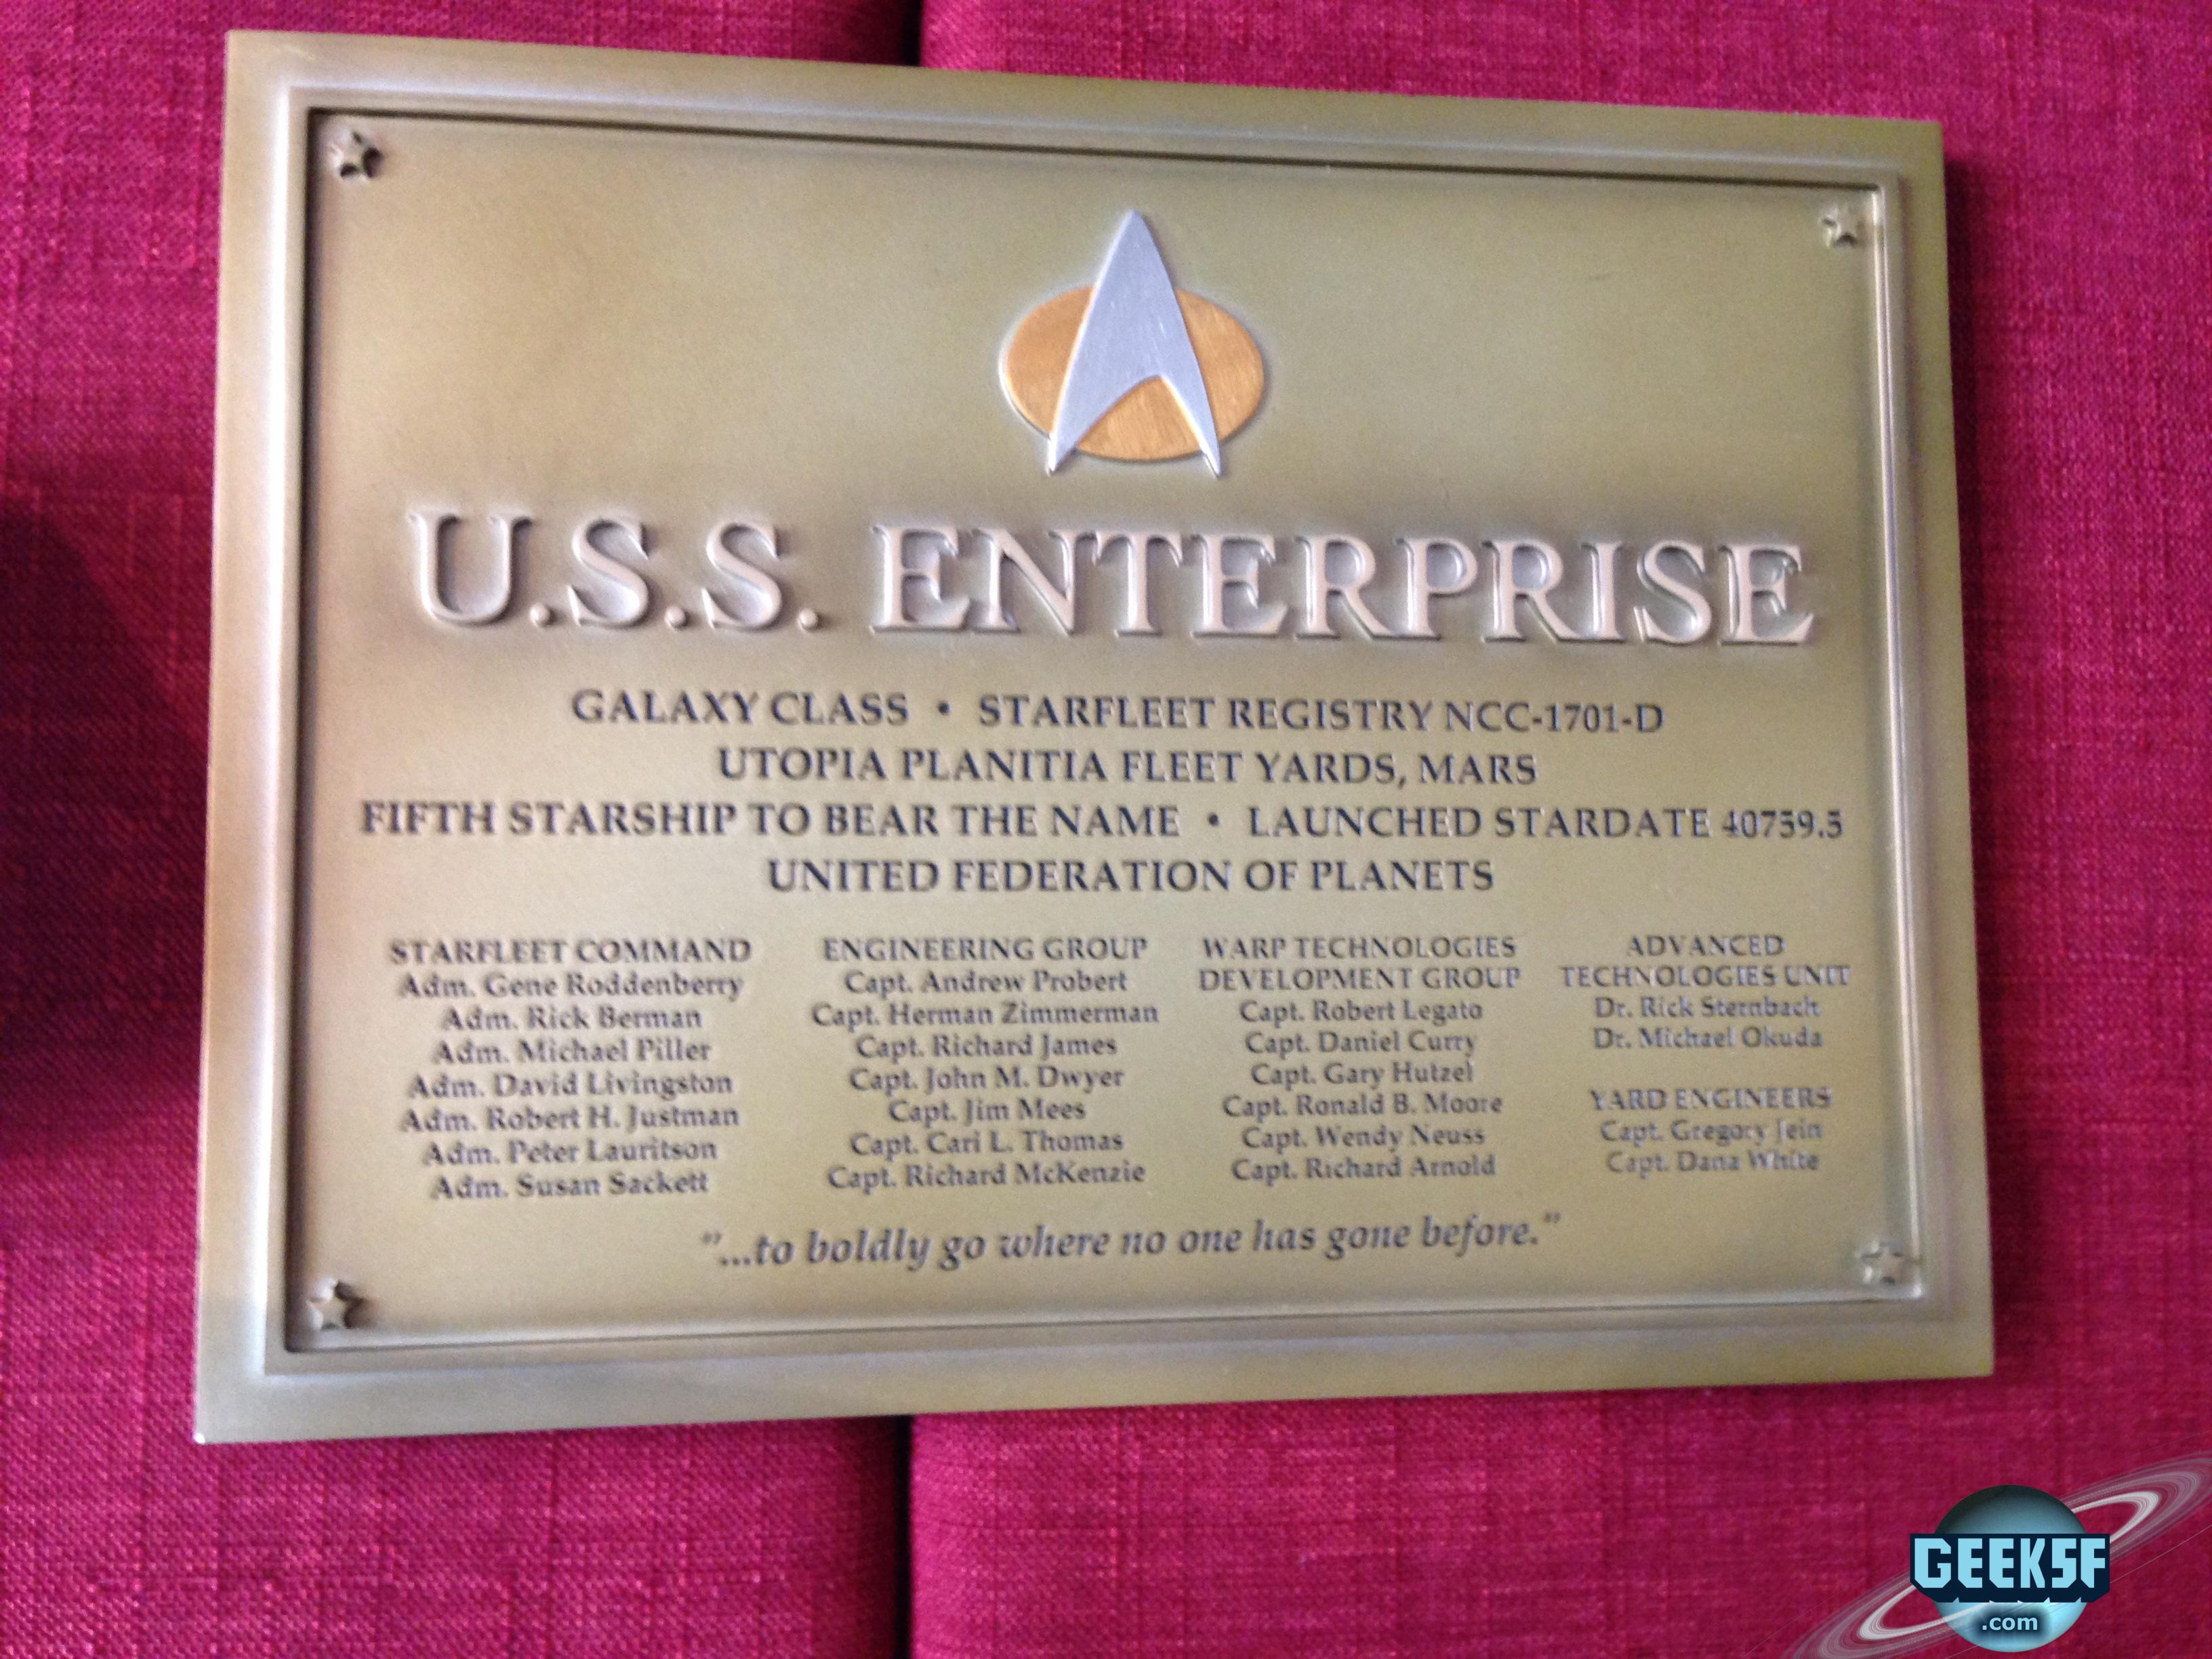 U.S.S. ENTERPRISE
GALAXY CLASS • STARFLEET REGISTRY NCC-1701-D
UTOPIA PLANITIA FLEET YARDS, MARS
FIFTH STARSHIP TO BEAR THE NAME • LAUNCHED STARDATE 40759.5
UNITED FEDERATION OF PLANETS
STARFLEET COMMAND
Adm. Gene Roddenberry
Adm. Rick Berman
Adm. Michael Piller
Adm. David Livingston
Adm. Robert H. Justman
Adm. Peter Lauritson
Adm. Susan Sackett
ENGINEERING GROUP
Capt. Andrew Probert
Capt. Herman Zimmerman
Capt. Richard James
Capt. John M. Dwyer
Capt. Jim Mees
Capt. Cari L. Thomas
Capt. Richard McKenzie
WARP TECHNOLOGIES
DEVELOPMENT GROUP
Capt. Robert Legato
Capt. Daniel Curry
Capt. Gary Hutzel
Capt. Ronald B. Moore
Capt. Wendy Neuss
Capt. Richard Arnold
ADVANCED
TECHNOLOGIES UNIT
Dr. Rick Sternbach
Dr. Michael Okuda
YARD ENGINEERS
Capt. Gregory Jein
Capt. Dana White
"...to boldly go where no one has gone before."
GEEKSF
.com